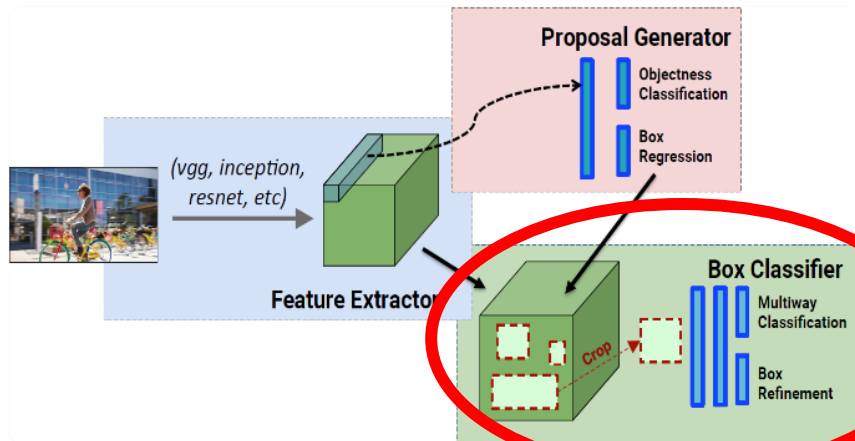 Proposal Generator
Objectness
Classification
Box
Regression
(vgg, inception,
resnet, etc)
Feature Extractor
Box Classifier
Multiway
Classification
Crop
Box
Refinement